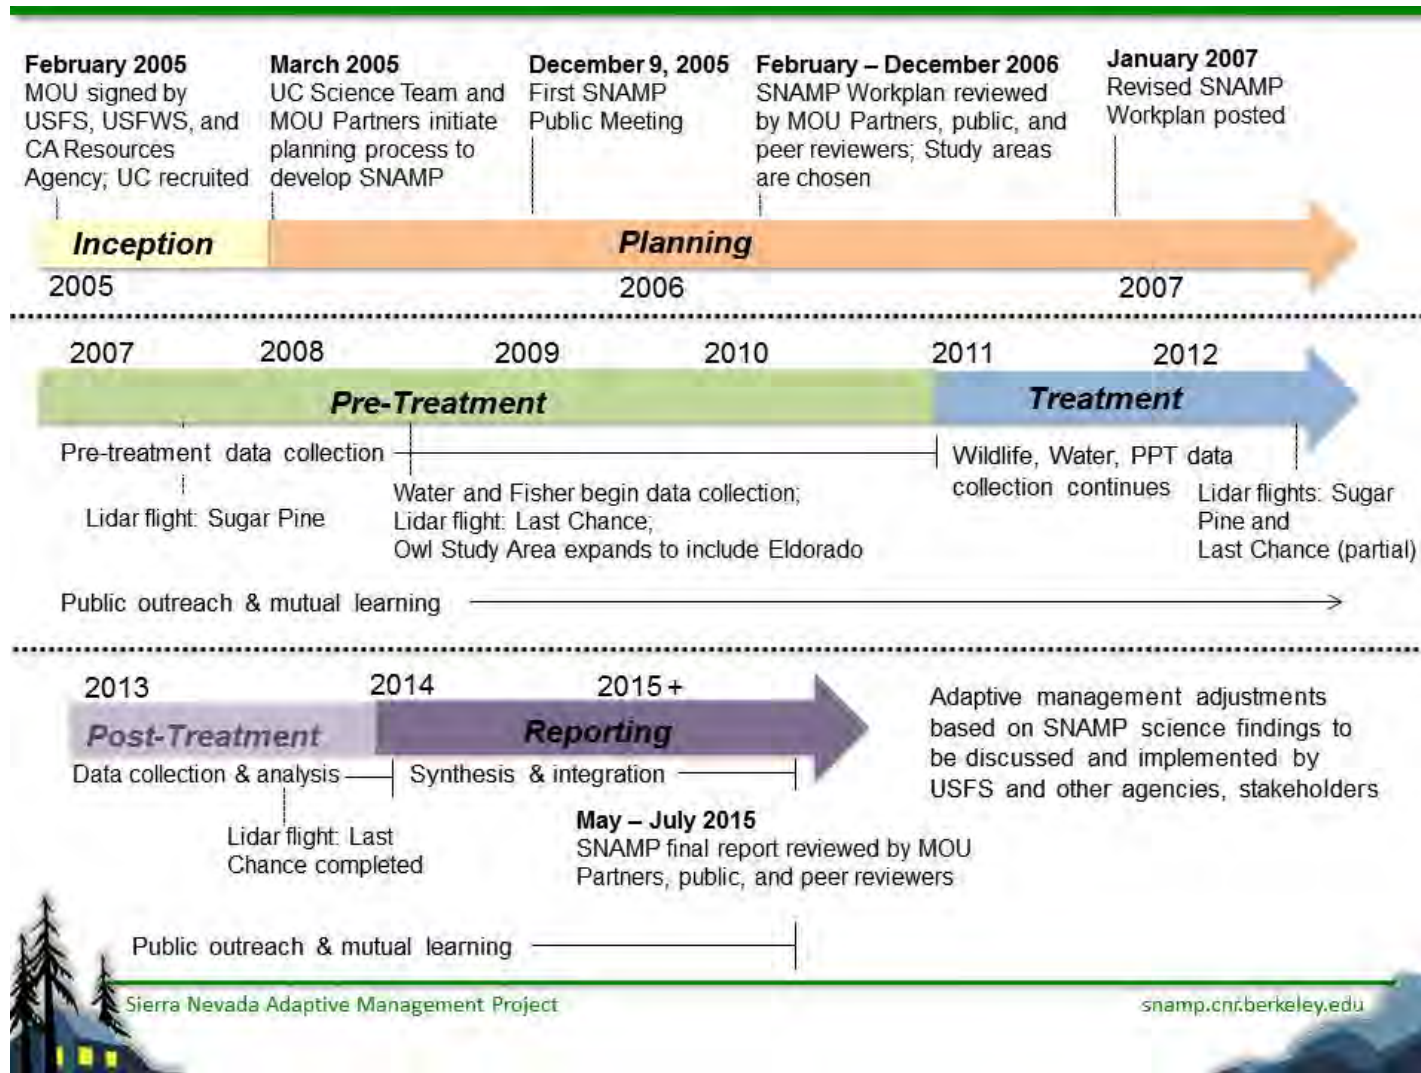 February 2005
MOU signed by
USFS, USFWS, and
CA Resources
Agency; UC recruited
March 2005
UC Science Team and
MOU Partners initiate
planning process to
develop SNAMP
December 9, 2005
First SNAMP
Public Meeting
February – December 2006
SNAMP Workplan reviewed
by MOU Partners, public, and
peer reviewers; Study areas
are chosen
January 2007
Revised SNAMP
Workplan posted
Inception
Planning
2005
2006
2007
2007
2008
2009
2010
2011
2012
Pre-Treatment
Treatment
Pre-treatment data collection
Lidar flight: Sugar Pine
Water and Fisher begin data collection;
Lidar flight: Last Chance;
Owl Study Area expands to include Eldorado
Wildlife, Water, PPT data
collection continues
Lidar flights: Sugar
Pine and
Last Chance (partial)
Public outreach & mutual learning
2013
2014
2015+
Post-Treatment
Reporting
Data collection & analysis
Synthesis & integration
Lidar flight: Last
Chance completed
May – July 2015
SNAMP final report reviewed by MOU
Partners, public, and peer reviewers
Adaptive management adjustments
based on SNAMP science findings to
be discussed and implemented by
USFS and other agencies, stakeholders
Public outreach & mutual learning
Sierra Nevada Adaptive Management Project
snamp.cnr.berkeley.edu